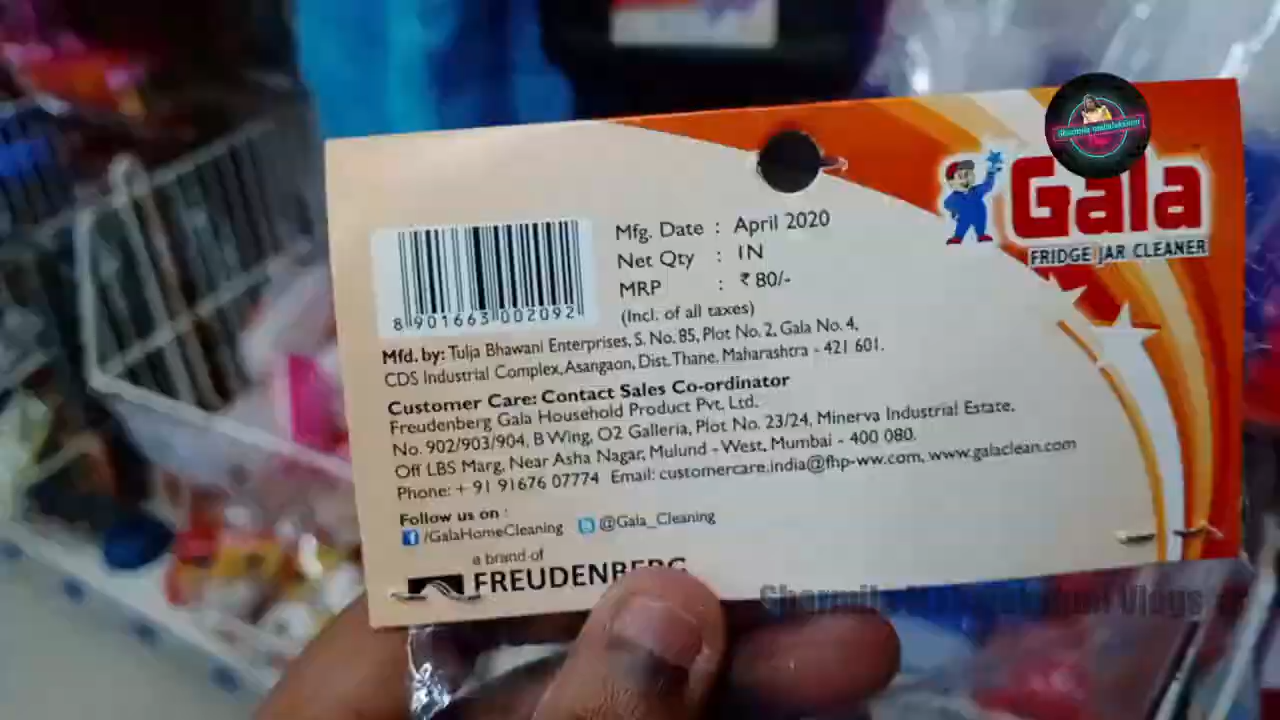 Gala
FRIDGE JAR CLEANER
Mfg. Date : April 2020
Net Qty : 1N
MRP : ₹ 80/-
(Incl. of all taxes)
8 901663 002092
Mfd. by: Tulja Bhawani Enterprises, S. No. 85, Plot No. 2, Gala No. 4,
CDS Industrial Complex, Asangaon, Dist. Thane, Maharashtra - 421 601.
Customer Care: Contact Sales Co-ordinator
Freudenberg Gala Household Product Pvt. Ltd.
No. 902/903/904, B Wing, O2 Galleria, Plot No. 23/24, Minerva Industrial Estate,
Off LBS Marg, Near Asha Nagar, Mulund - West, Mumbai - 400 080.
Phone: + 91 91676 07774 Email: customercare.india@fhp-ww.com, www.galaclean.com
Follow us on :
/GalaHomeCleaning @Gala_Cleaning
a brand of
FREUDENBERG